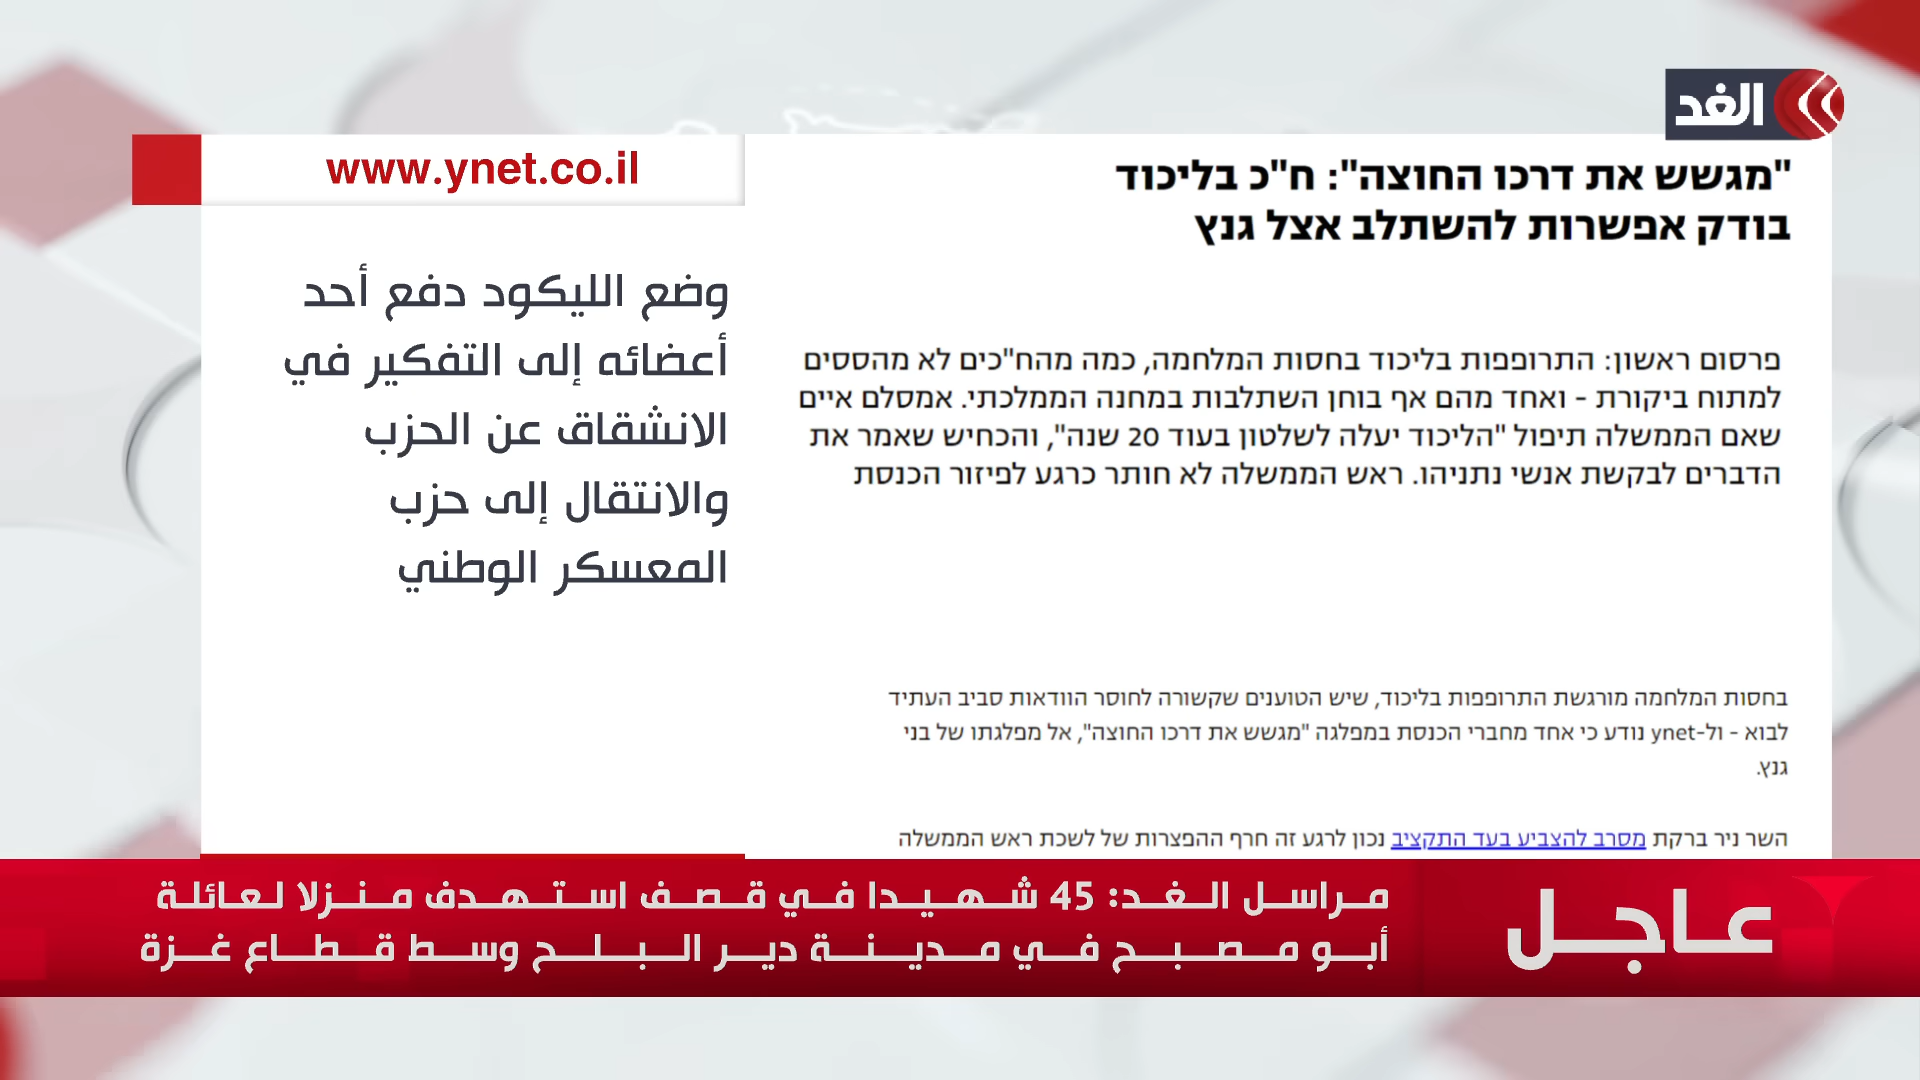 الغد
www.ynet.co.il
"מגשש את דרכו החוצה": ח"כ בליכוד
בודק אפשרות להשתלב אצל גנץ
פרסום ראשון: התרופפות בליכוד בחסות המלחמה, כמה מהח"כים לא מהססים
למתוח ביקורת - ואחד מהם אף בוחן השתלבות במחנה הממלכתי. אמסלם איים
שאם הממשלה תיפול "הליכוד יעלה לשלטון בעוד 20 שנה", והכחיש שאמר את
הדברים לבקשת אנשי נתניהו. ראש הממשלה לא חותר כרגע לפיזור הכנסת
בחסות המלחמה מורגשת התרופפות בליכוד, שיש הטוענים שקשורה לחוסר הוודאות סביב העתיד
לבוא - ול-ynet נודע כי אחד מחברי הכנסת במפלגה "מגשש את דרכו החוצה", אל מפלגתו של בני
גנץ.
השר ניר ברקת מסרב להצביע בעד התקציב נכון לרגע זה חרף ההפצרות של לשכת ראש הממשלה
وضع الليكود دفع أحد
أعضائه إلى التفكير في
الانشقاق عن الحزب
والانتقال إلى حزب
المعسكر الوطني
عاجل
مراسل الغد: 45 شهيدا في قصف استهدف منزلا لعائلة
أبو مصبح في مدينة دير البلح وسط قطاع غزة